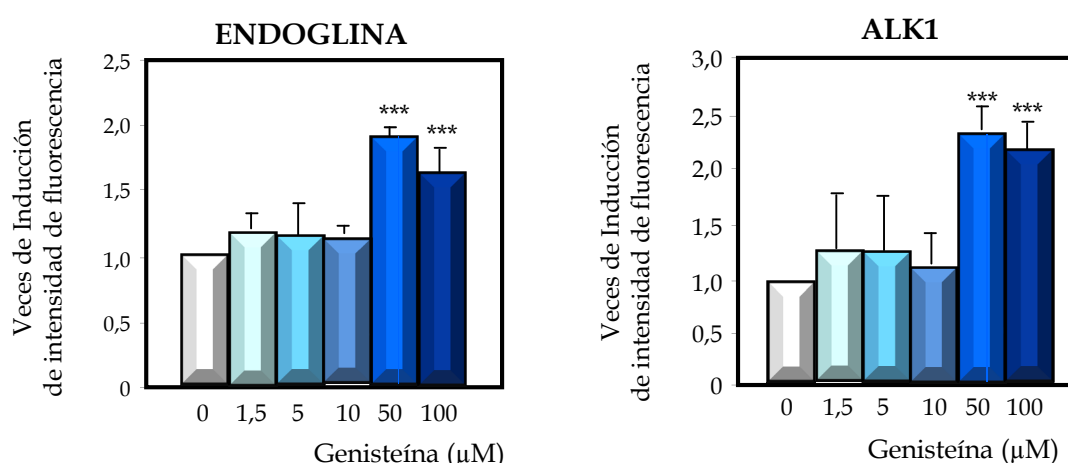 ENDOGLINA
Veces de Inducción
de intensidad de fluorescencia
2,5
2,0
1,5
1,0
0,5
0
***
***
0 1,5 5 10 50 100
Genisteína (µM)
ALK1
Veces de Inducción
de intensidad de fluorescencia
3,0
2,5
2,0
1,5
1,0
0,5
0
***
***
0 1,5 5 10 50 100
Genisteína (µM)